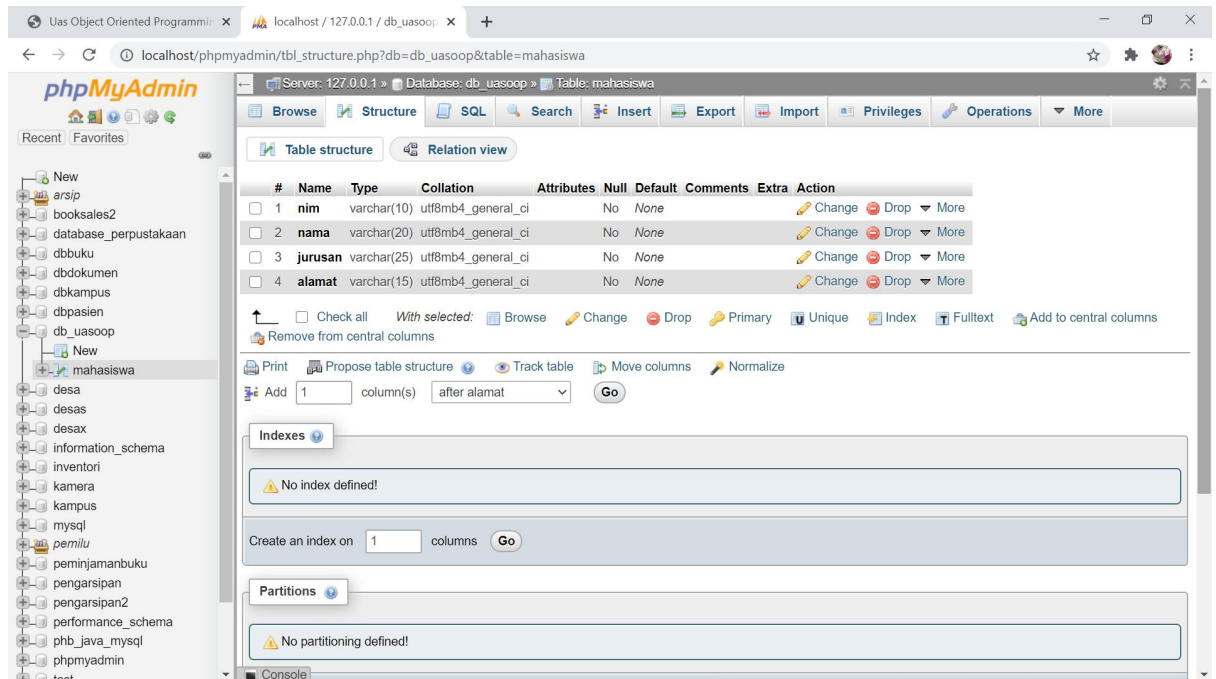 Uas Object Oriented Programmin
localhost / 127.0.0.1 / db_uasoop
localhost/phpmyadmin/tbl_structure.php?db=db_uasoop&table=mahasiswa
phpMyAdmin
Recent Favorites
New
arsip
booksales2
database_perpustakaan
dbbuku
dbdokumen
dbkampus
dbpasien
db_uasoop
New
mahasiswa
desa
desas
desax
information_schema
inventori
kamera
kampus
mysql
pemilu
peminjamanbuku
pengarsipan
pengarsipan2
performance_schema
phb_java_mysql
phpmyadmin
Server: 127.0.0.1 » Database: db_uasoop » Table: mahasiswa
Browse Structure SQL Search Insert Export Import Privileges Operations More
Table structure Relation view
# Name Type Collation Attributes Null Default Comments Extra Action
1 nim varchar(10) utf8mb4_general_ci No None Change Drop More
2 nama varchar(20) utf8mb4_general_ci No None Change Drop More
3 jurusan varchar(25) utf8mb4_general_ci No None Change Drop More
4 alamat varchar(15) utf8mb4_general_ci No None Change Drop More
Check all With selected: Browse Change Drop Primary Unique Index Fulltext Add to central columns
Remove from central columns
Print Propose table structure Track table Move columns Normalize
Add 1 column(s) after alamat Go
Indexes
No index defined!
Create an index on 1 columns Go
Partitions
No partitioning defined!
Console